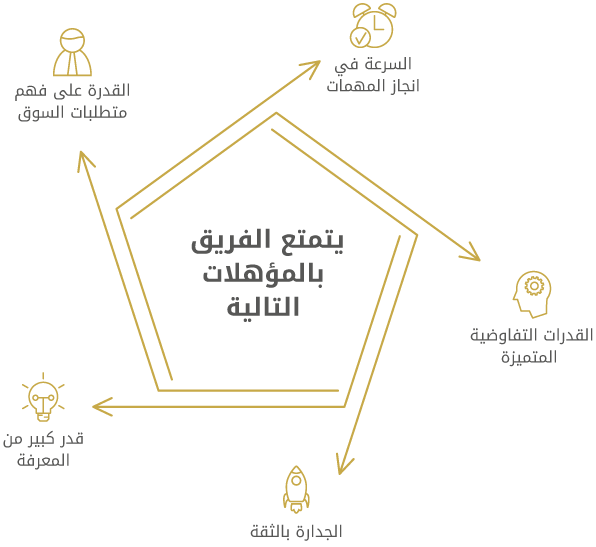 السرعة في
انجاز المهمات
القدرة على فهم
متطلبات السوق
يتمتع الفريق
بالمؤهلات
التالية
القدرات التفاوضية
المتميزة
قدر كبير من
المعرفة
الجدارة بالثقة